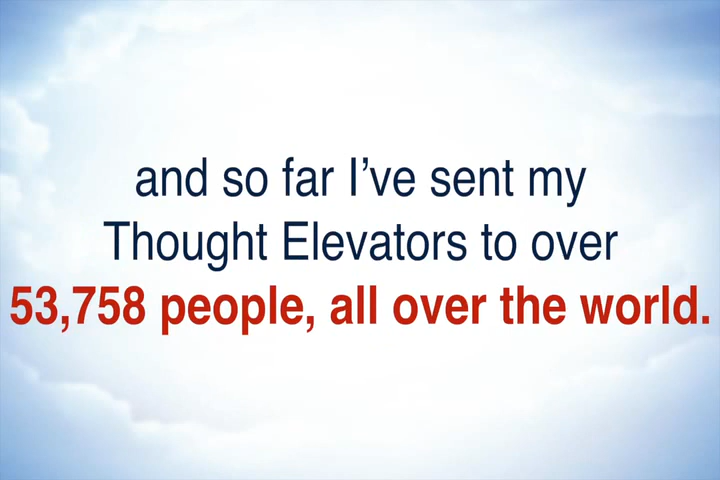 and so far I’ve sent my
Thought Elevators to over
53,758 people, all over the world.